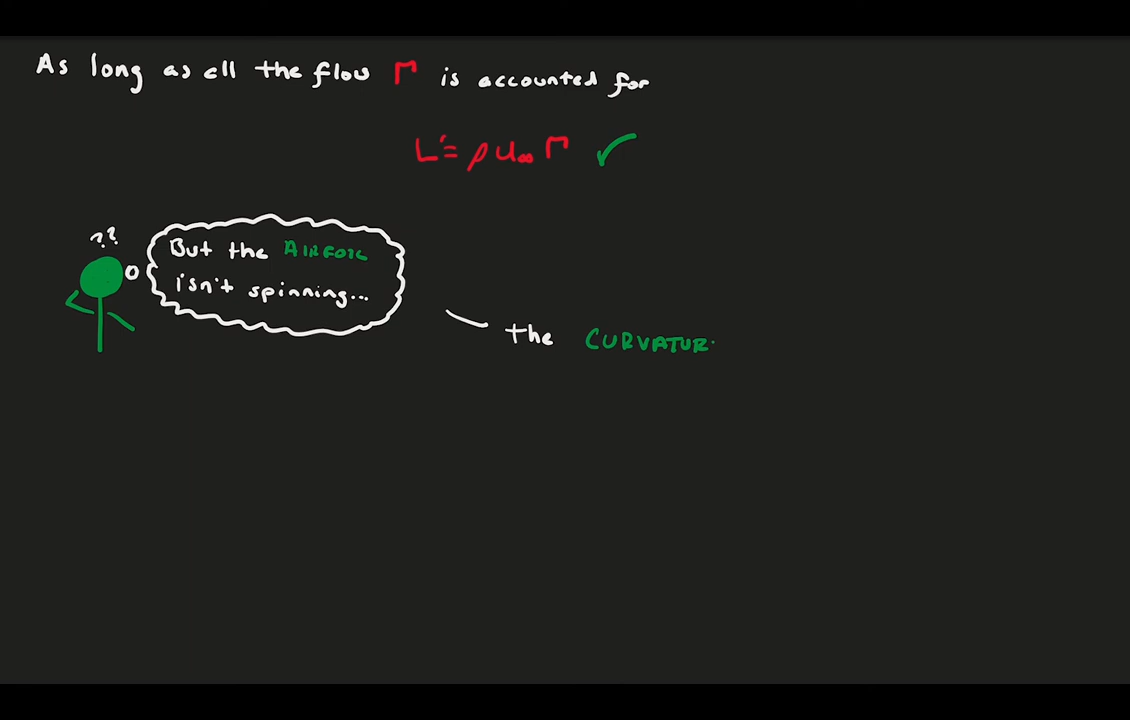 As long as all the flow Γ is accounted for
L' = ρ u∞ Γ ✓
??
But the AIRFOIL
isn't spinning...
the CURVATUR